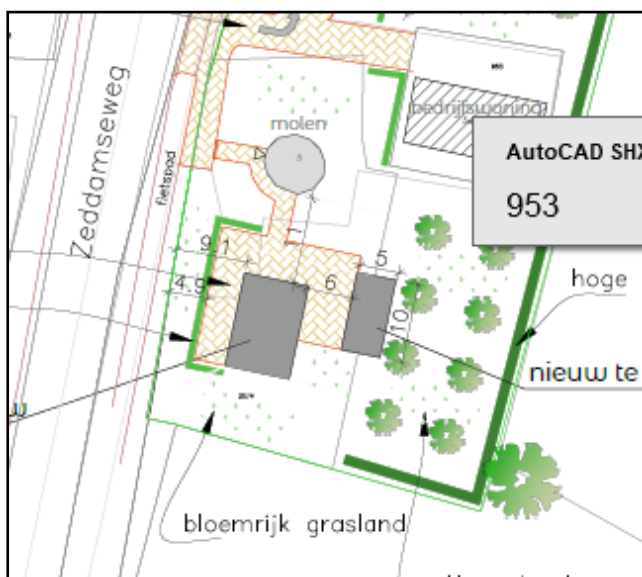 Zeddamseweg
fietspad
molen
s
bedrijfswoning
AutoCAD SHX
953
9.1
4.9
7
6
5
10
hoge
nieuw te
w
bloemrijk grasland